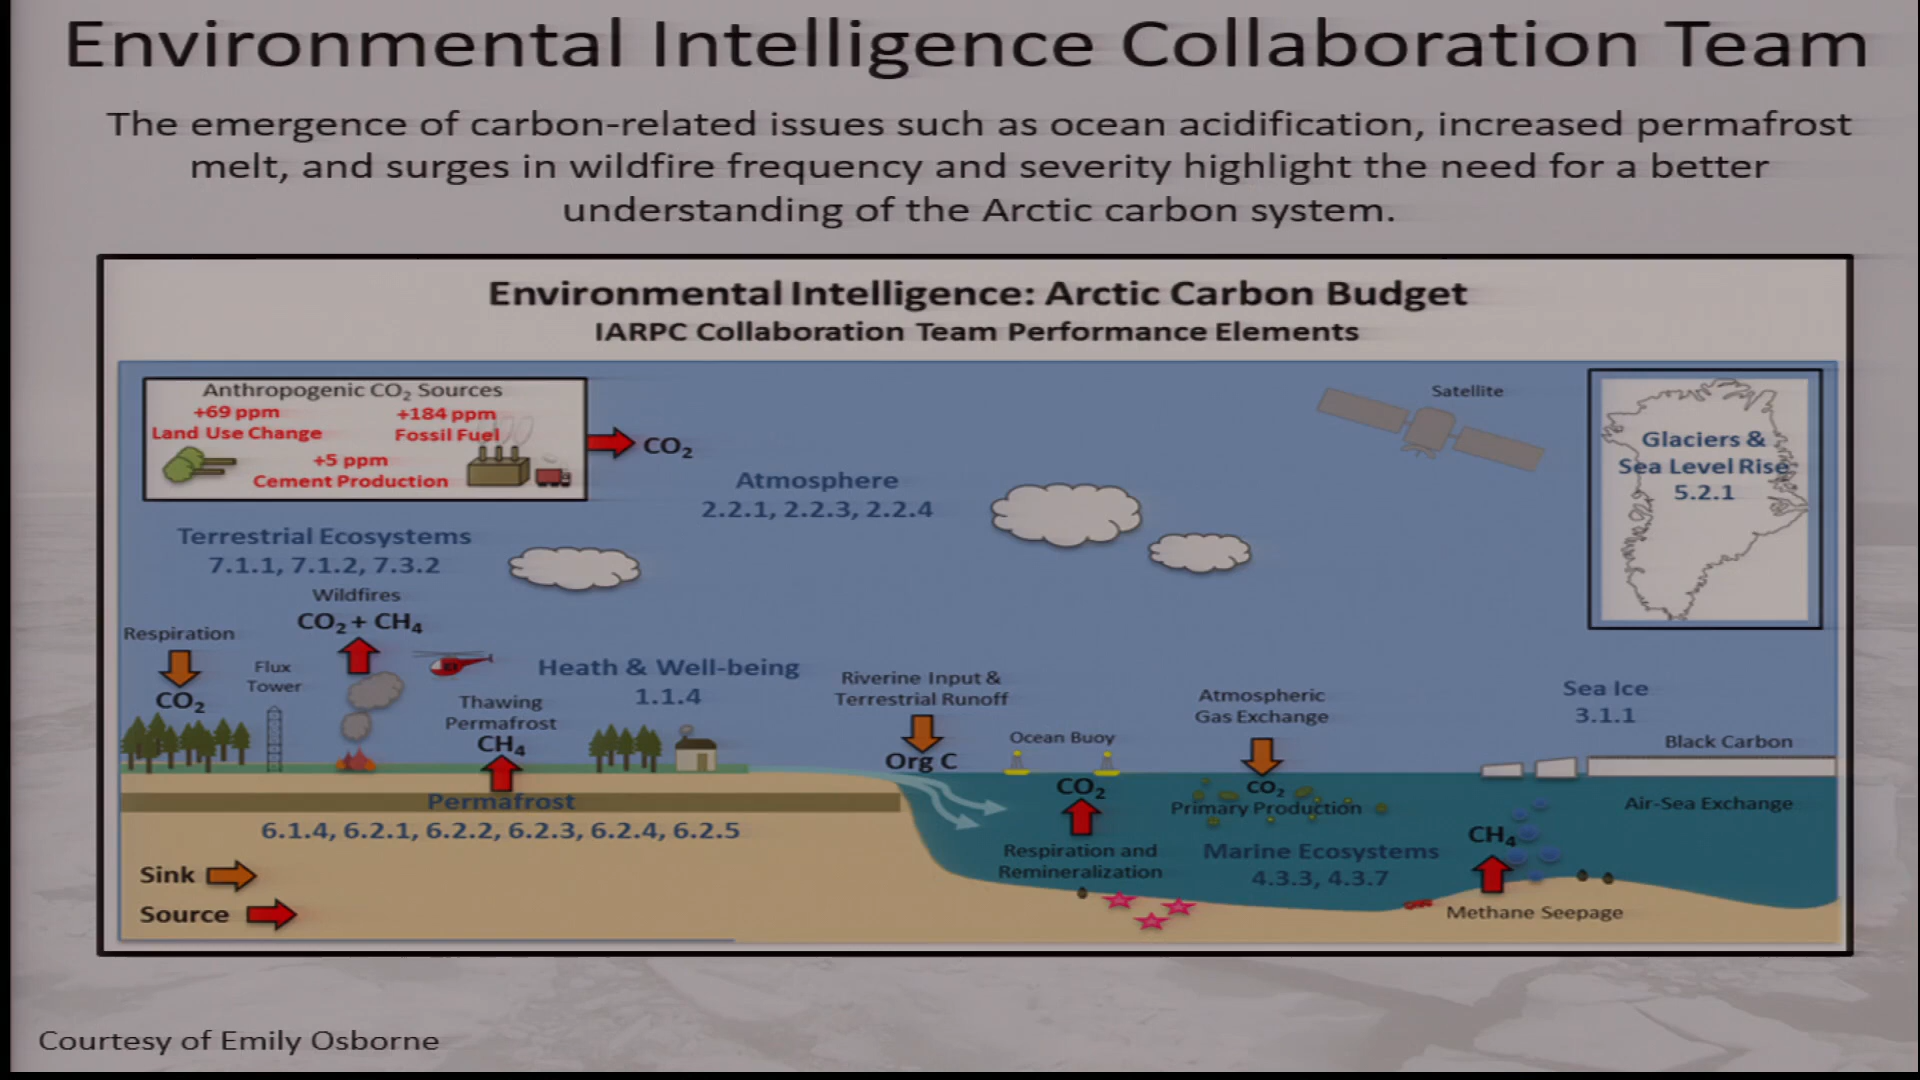 Environmental Intelligence Collaboration Team
The emergence of carbon-related issues such as ocean acidification, increased permafrost
melt, and surges in wildfire frequency and severity highlight the need for a better
understanding of the Arctic carbon system.
Environmental Intelligence: Arctic Carbon Budget
IARPC Collaboration Team Performance Elements
Anthropogenic CO₂ Sources
+69 ppm
Land Use Change
+184 ppm
Fossil Fuel
+5 ppm
Cement Production
CO₂
Satellite
Glaciers &
Sea Level Rise
5.2.1
Atmosphere
2.2.1, 2.2.3, 2.2.4
Terrestrial Ecosystems
7.1.1, 7.1.2, 7.3.2
Wildfires
CO₂ + CH₄
Respiration
CO₂
Flux
Tower
Thawing
Permafrost
CH₄
Heath & Well-being
1.1.4
Riverine Input &
Terrestrial Runoff
Org C
Ocean Buoy
CO₂
Respiration and
Remineralization
Atmospheric
Gas Exchange
CO₂
Primary Production
Marine Ecosystems
4.3.3, 4.3.7
Sea Ice
3.1.1
Black Carbon
Air-Sea Exchange
CH₄
Methane Seepage
Permafrost
6.1.4, 6.2.1, 6.2.2, 6.2.3, 6.2.4, 6.2.5
Sink
Source
Courtesy of Emily Osborne